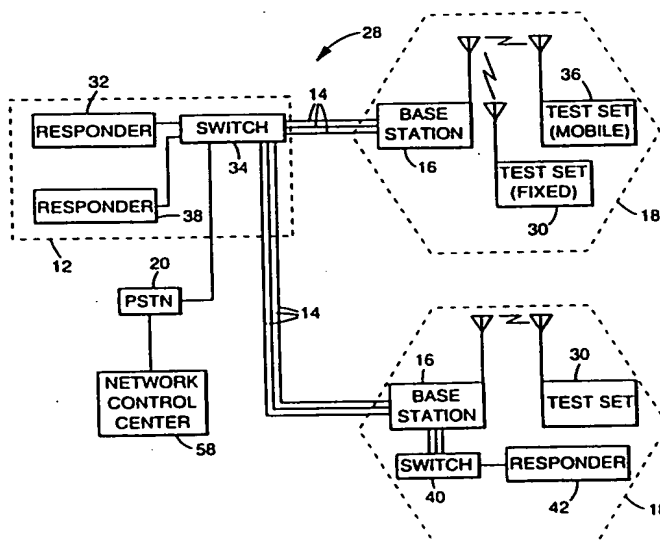 28
32
14
36
RESPONDER
SWITCH
BASE
STATION
TEST SET
(MOBILE)
34
16
RESPONDER
TEST SET
(FIXED)
38
30
18
12
20
PSTN
14
NETWORK
CONTROL
CENTER
58
16
30
BASE
STATION
TEST SET
SWITCH
RESPONDER
40
42
18